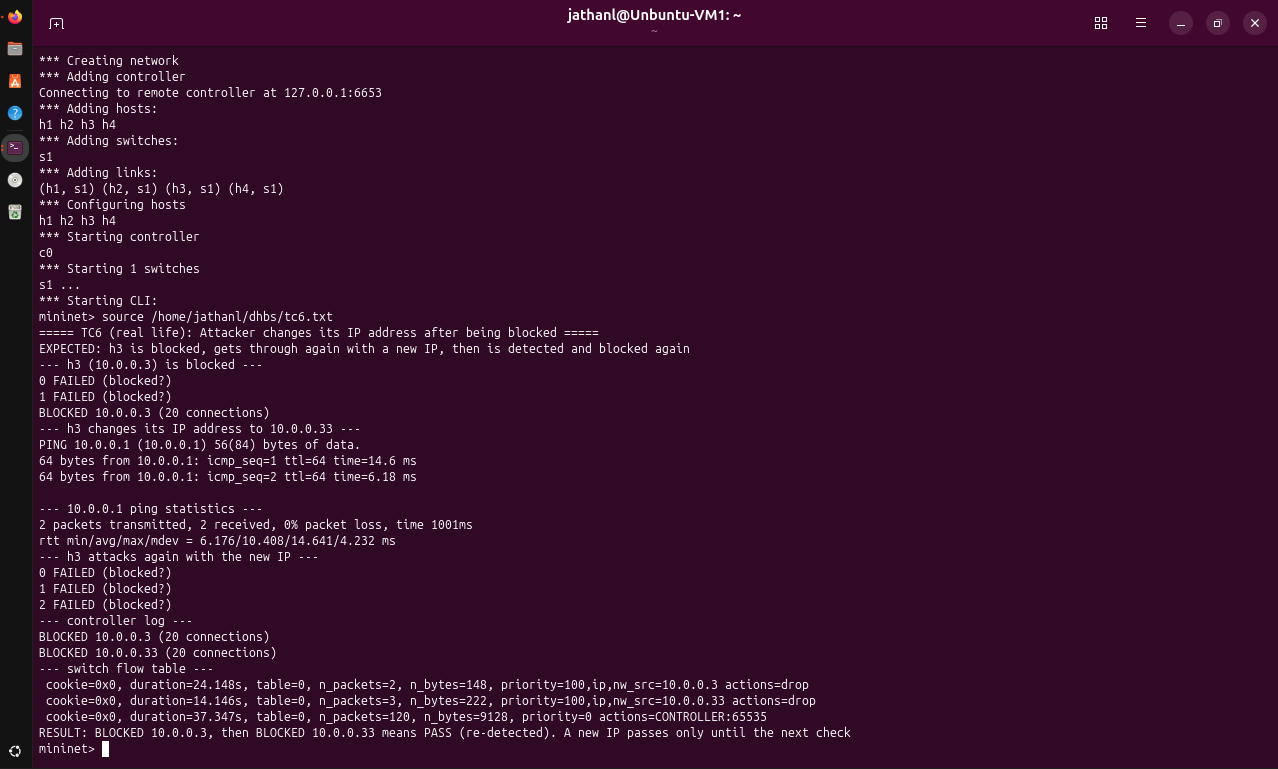 jathanl@Unbuntu-VM1: ~
~
*** Creating network
*** Adding controller
Connecting to remote controller at 127.0.0.1:6653
*** Adding hosts:
h1 h2 h3 h4
*** Adding switches:
s1
*** Adding links:
(h1, s1) (h2, s1) (h3, s1) (h4, s1)
*** Configuring hosts
h1 h2 h3 h4
*** Starting controller
c0
*** Starting 1 switches
s1 ...
*** Starting CLI:
mininet> source /home/jathanl/dhbs/tc6.txt
===== TC6 (real life): Attacker changes its IP address after being blocked =====
EXPECTED: h3 is blocked, gets through again with a new IP, then is detected and blocked again
--- h3 (10.0.0.3) is blocked ---
0 FAILED (blocked?)
1 FAILED (blocked?)
BLOCKED 10.0.0.3 (20 connections)
--- h3 changes its IP address to 10.0.0.33 ---
PING 10.0.0.1 (10.0.0.1) 56(84) bytes of data.
64 bytes from 10.0.0.1: icmp_seq=1 ttl=64 time=14.6 ms
64 bytes from 10.0.0.1: icmp_seq=2 ttl=64 time=6.18 ms

--- 10.0.0.1 ping statistics ---
2 packets transmitted, 2 received, 0% packet loss, time 1001ms
rtt min/avg/max/mdev = 6.176/10.408/14.641/4.232 ms
--- h3 attacks again with the new IP ---
0 FAILED (blocked?)
1 FAILED (blocked?)
2 FAILED (blocked?)
--- controller log ---
BLOCKED 10.0.0.3 (20 connections)
BLOCKED 10.0.0.33 (20 connections)
--- switch flow table ---
 cookie=0x0, duration=24.148s, table=0, n_packets=2, n_bytes=148, priority=100,ip,nw_src=10.0.0.3 actions=drop
 cookie=0x0, duration=14.146s, table=0, n_packets=3, n_bytes=222, priority=100,ip,nw_src=10.0.0.33 actions=drop
 cookie=0x0, duration=37.347s, table=0, n_packets=120, n_bytes=9128, priority=0 actions=CONTROLLER:65535
RESULT: BLOCKED 10.0.0.3, then BLOCKED 10.0.0.33 means PASS (re-detected). A new IP passes only until the next check
mininet>